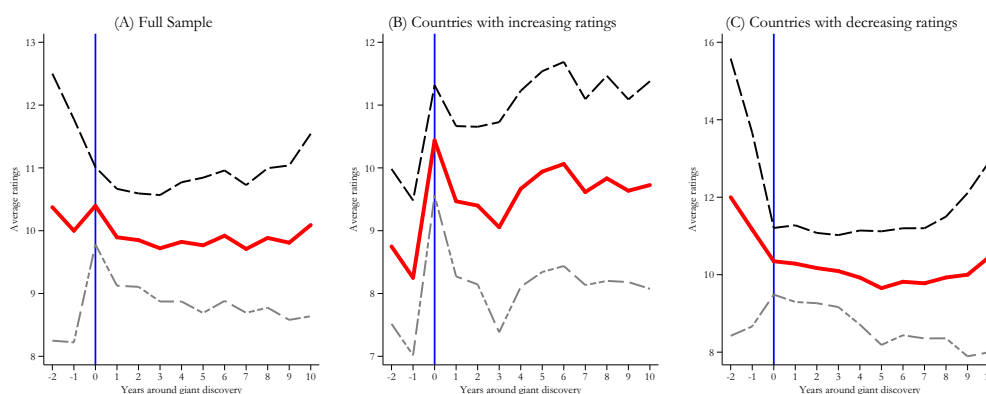 (A) Full Sample
13
12
11
10
9
8
Average ratings
-2 -1 0 1 2 3 4 5 6 7 8 9 10
Years around giant discovery
(B) Countries with increasing ratings
12
11
10
9
8
7
Average ratings
-2 -1 0 1 2 3 4 5 6 7 8 9 10
Years around giant discovery
(C) Countries with decreasing ratings
16
14
12
10
8
Average ratings
-2 -1 0 1 2 3 4 5 6 7 8 9
Years around giant discovery